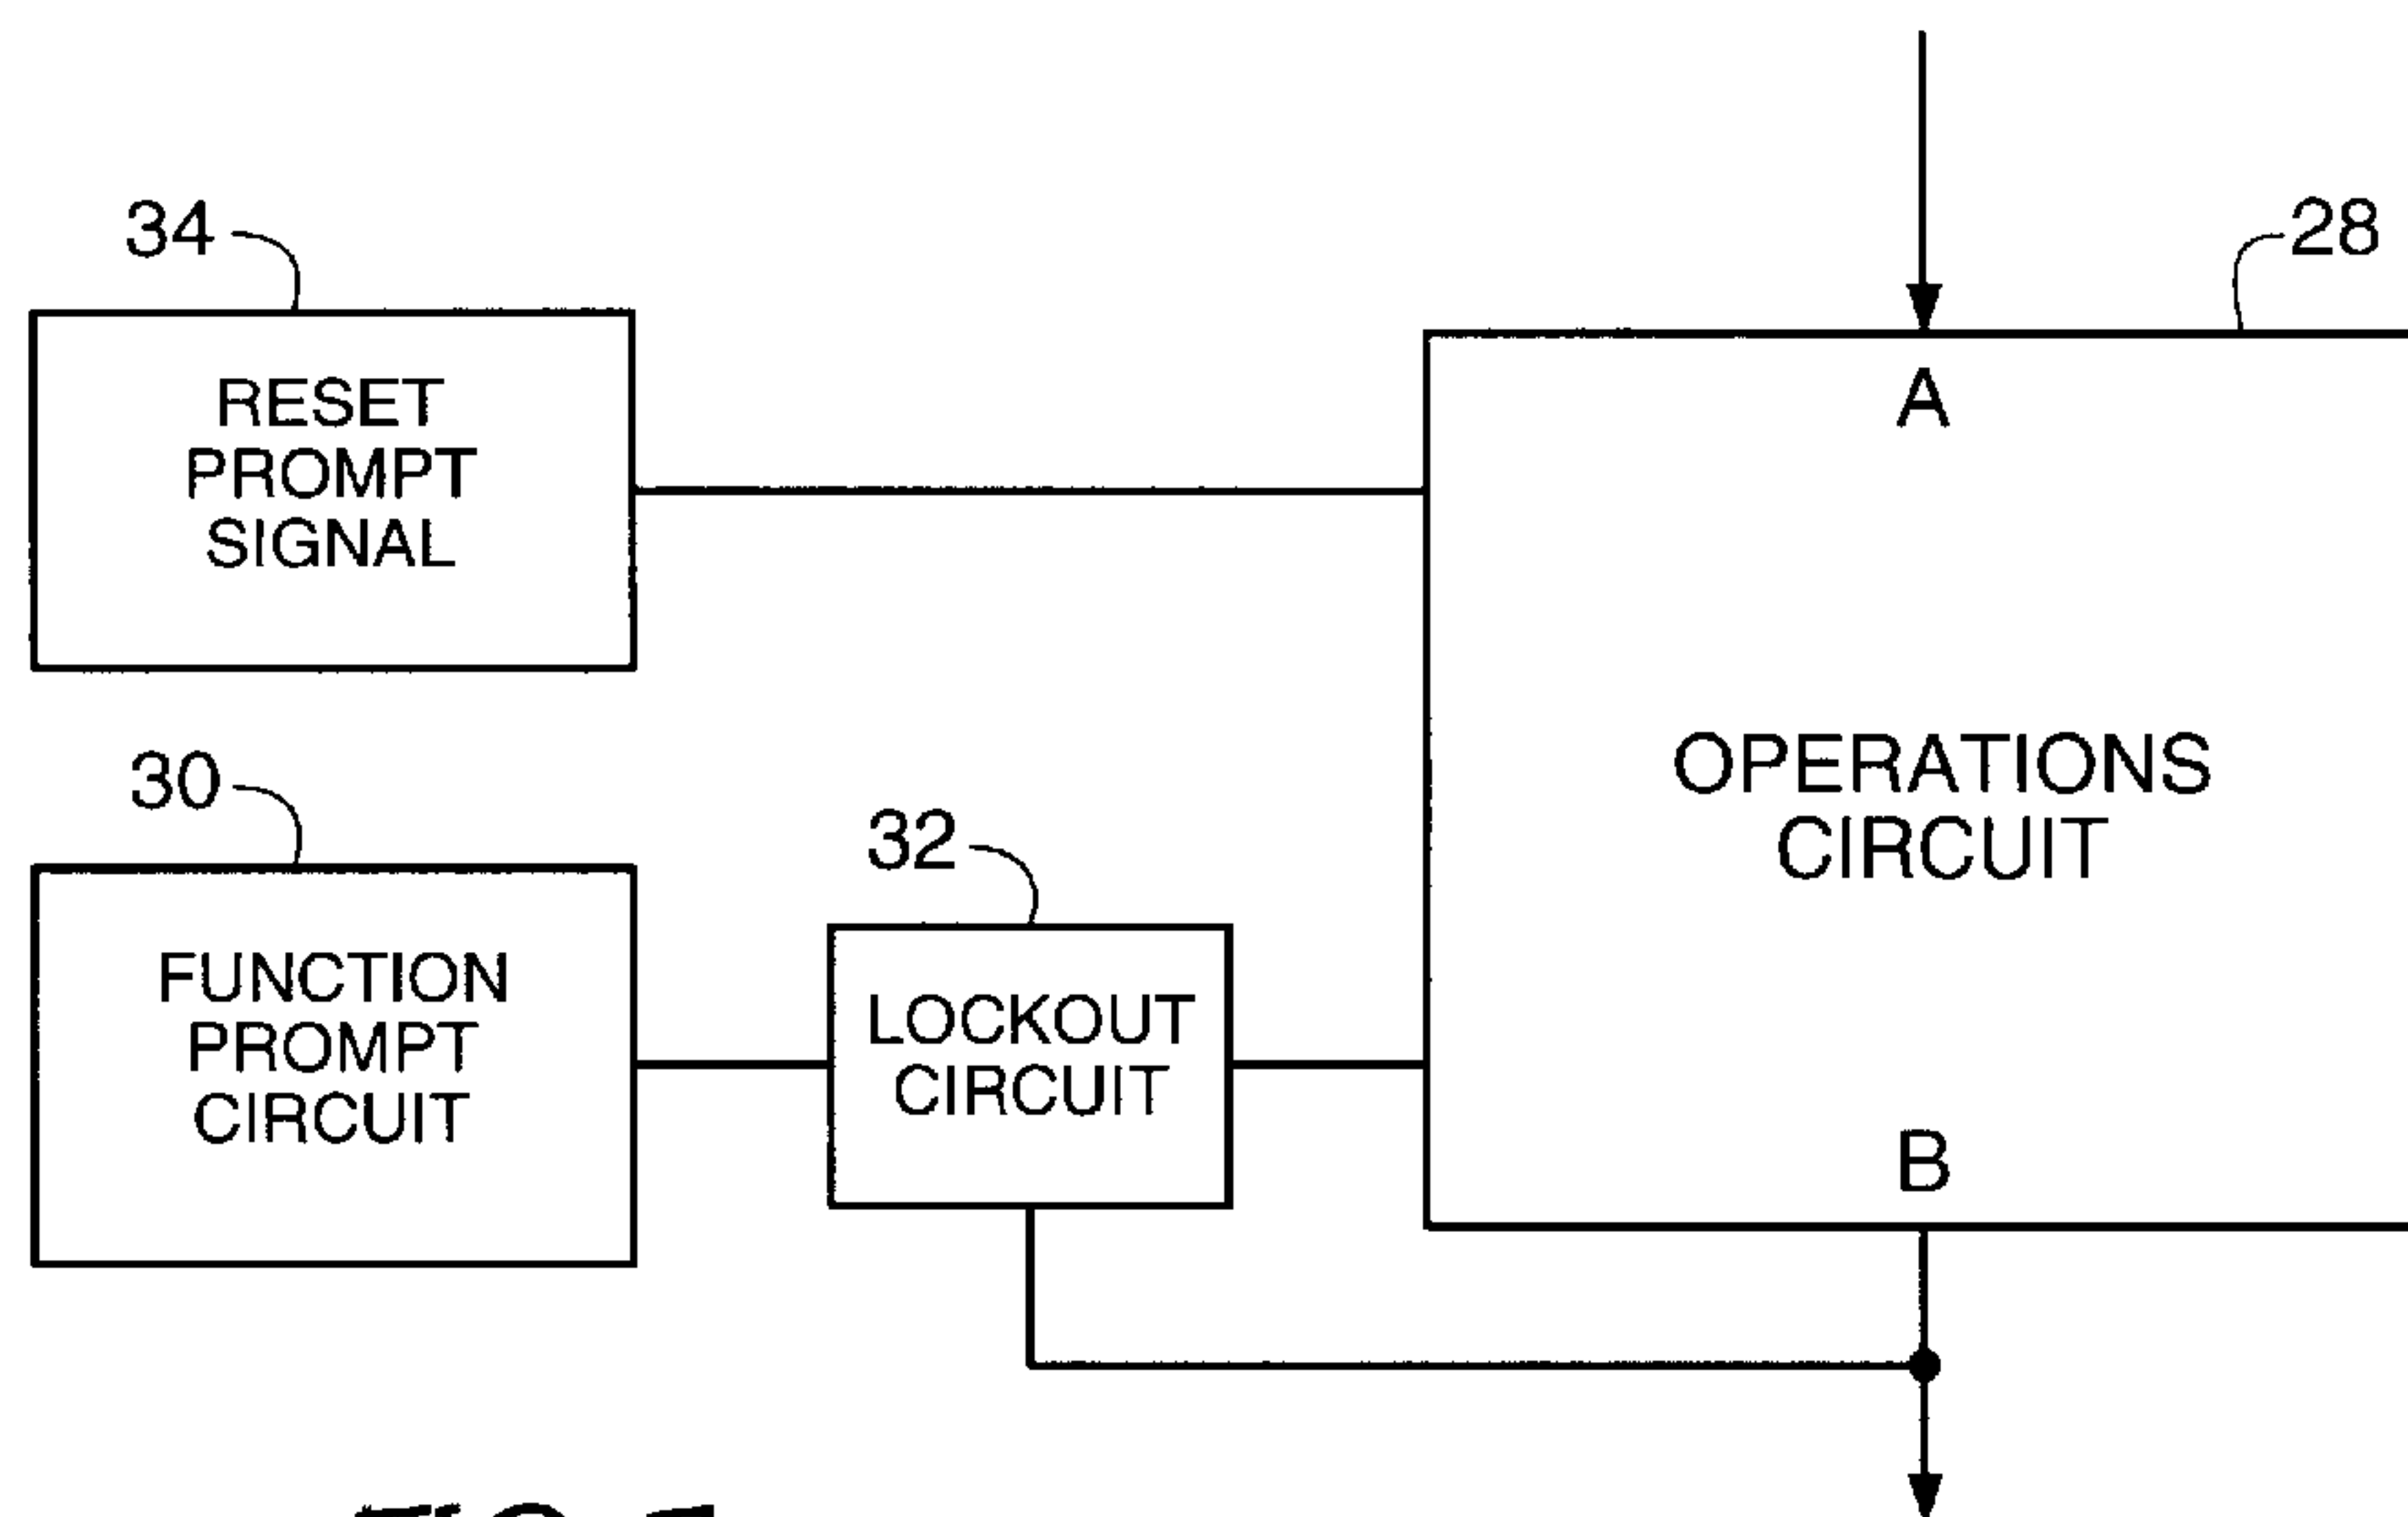 34
28
RESET
PROMPT
SIGNAL
A
30
FUNCTION
PROMPT
CIRCUIT
32
LOCKOUT
CIRCUIT
OPERATIONS
CIRCUIT
B